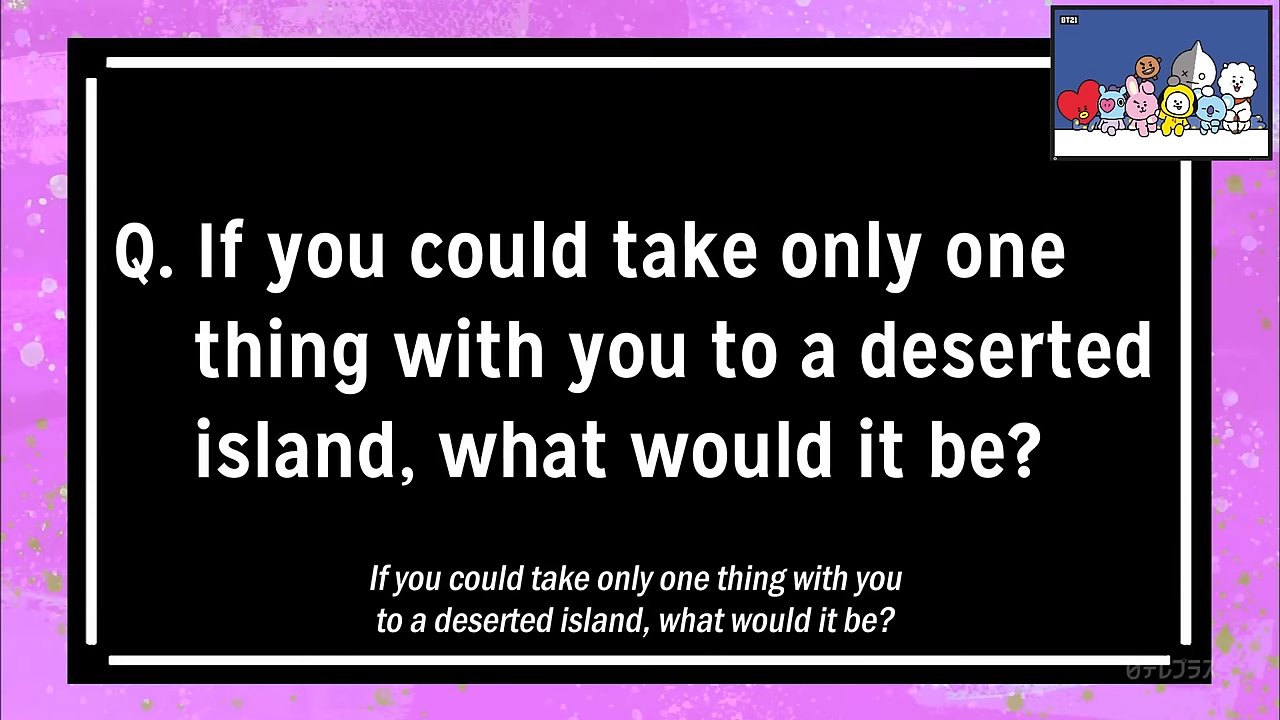 BT21
Q. If you could take only one
thing with you to a deserted
island, what would it be?
If you could take only one thing with you
to a deserted island, what would it be?
日テレプラス